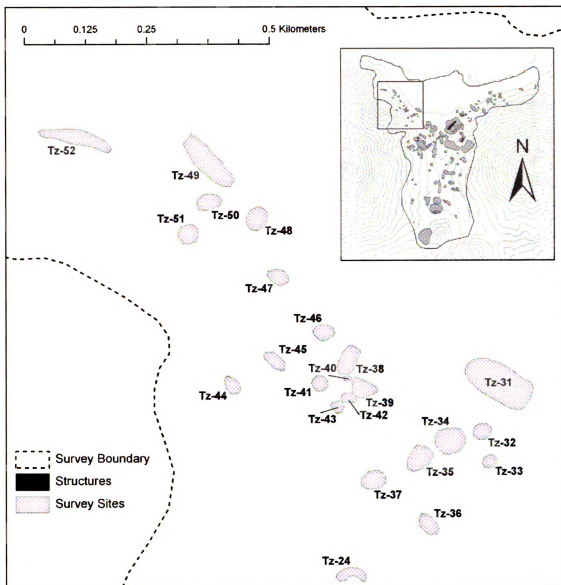 0 0.125 0.25 0.5 Kilometers
N
Tz-52
Tz-49
Tz-50
Tz-51
Tz-48
Tz-47
Tz-46
Tz-45
Tz-40
Tz-38
Tz-44
Tz-41
Tz-39
Tz-42
Tz-43
Tz-31
Tz-34
Tz-32
Tz-35
Tz-33
Tz-37
Tz-36
Tz-24
Survey Boundary
Structures
Survey Sites